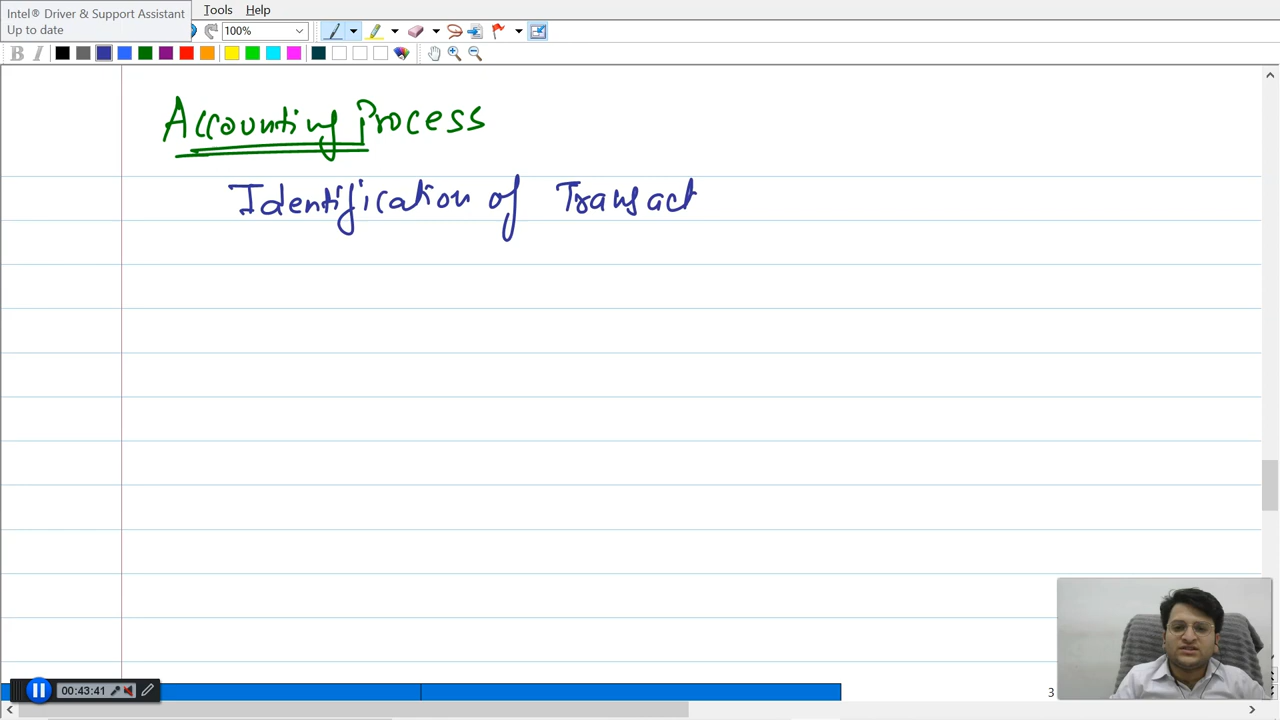 Intel® Driver & Support Assistant
Up to date
Tools Help
100%
B I
Accounting Process
Identification of Transact
00:43:41
3